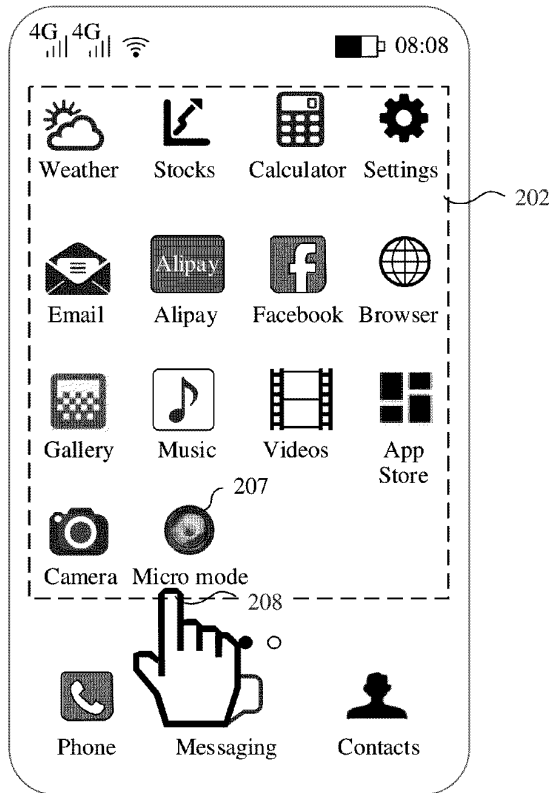 4G 4G 08:08
Weather Stocks Calculator Settings
202
Alipay
Email Alipay Facebook Browser
Gallery Music Videos App
Store
207
Camera Micro mode
208
Phone Messaging Contacts